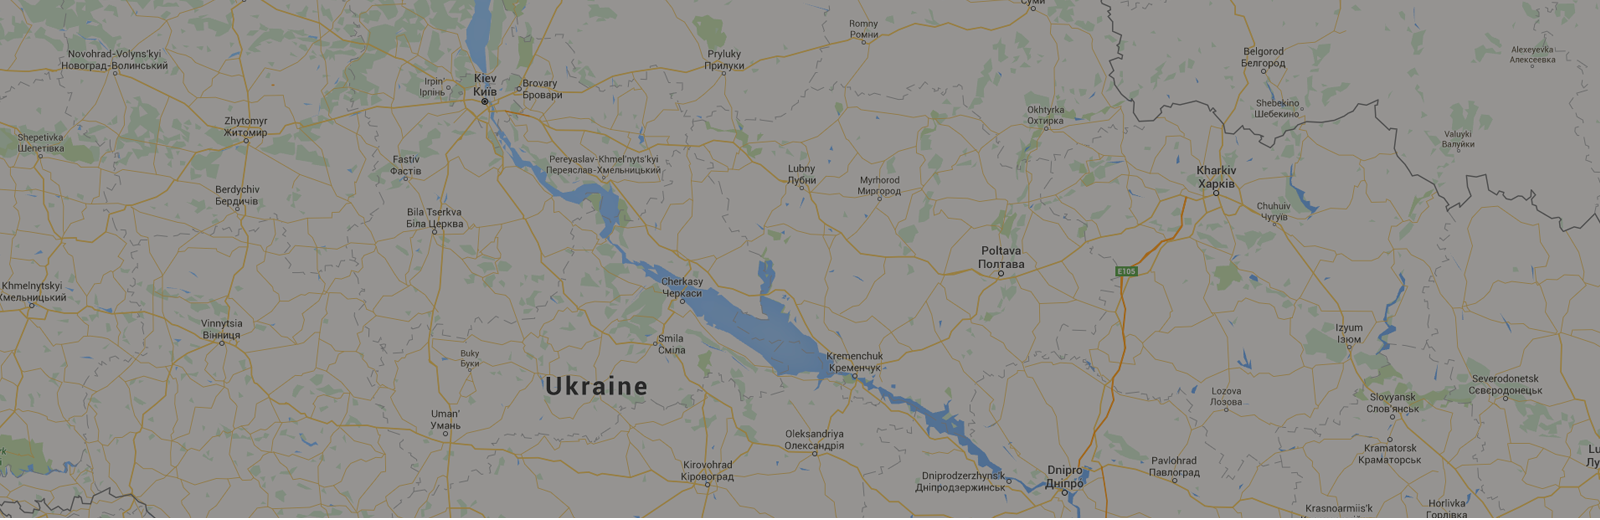 Суми
Romny
Ромни
Novohrad-Volyns'kyi
Новоград-Волинський
Pryluky
Прилуки
Belgorod
Белгород
Alexeyevka
Алексеевка
Kiev
Київ
Irpin'
Ірпінь
Brovary
Бровари
Shebekino
Шебекино
Okhtyrka
Охтирка
Zhytomyr
Житомир
Shepetivka
Шепетівка
Valuyki
Валуйки
Fastiv
Фастів
Pereyaslav-Khmel'nyts'kyi
Переяслав-Хмельницький
Lubny
Лубни
Myrhorod
Миргород
Kharkiv
Харків
Berdychiv
Бердичів
Bila Tserkva
Біла Церква
Chuhuiv
Чугуїв
Poltava
Полтава
E105
Khmelnytskyi
Хмельницький
Cherkasy
Черкаси
Vinnytsia
Вінниця
Smila
Сміла
Izyum
Ізюм
Buky
Буки
Kremenchuk
Кременчук
Ukraine
Severodonetsk
Сєвєродонецьк
Lozova
Лозова
Slovyansk
Слов'янськ
Uman'
Умань
Oleksandriya
Олександрія
Kramatorsk
Краматорськ
Kirovohrad
Кіровоград
Pavlohrad
Павлоград
Dnipro
Дніпро
Dniprodzerzhyns'k
Дніпродзержинськ
Krasnoarmiis'k
Horlivka
Горлівка